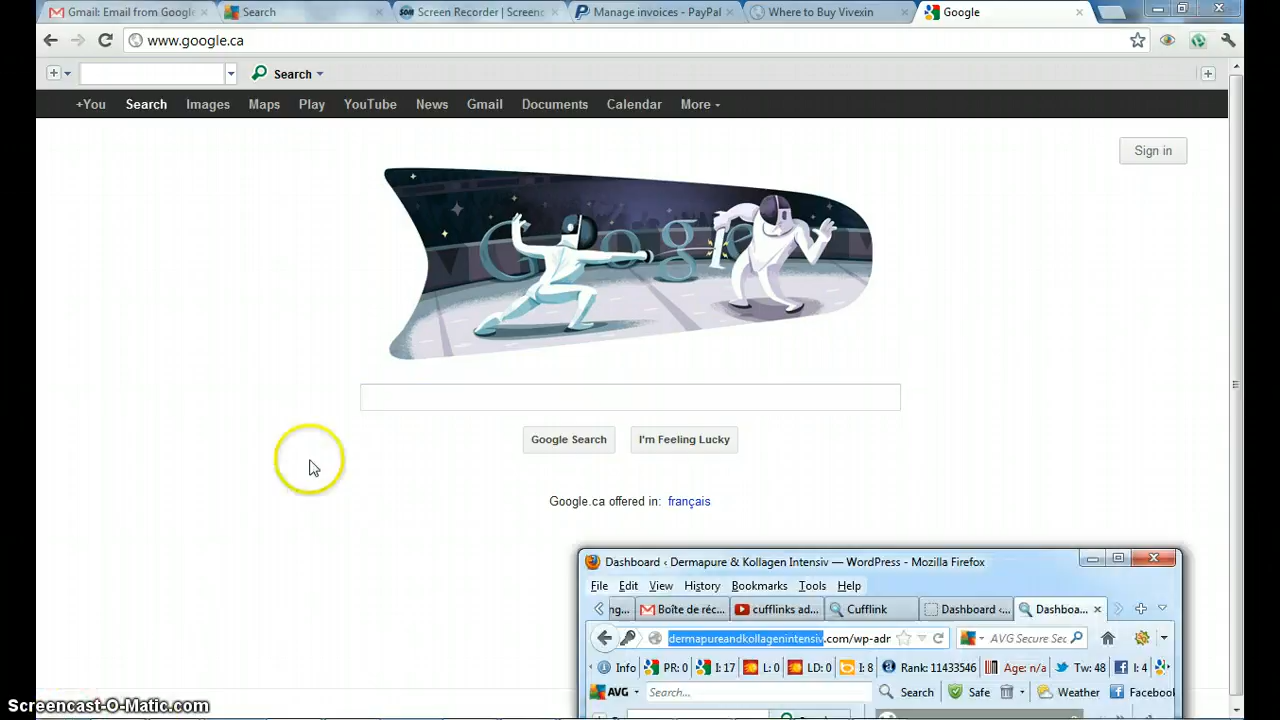 Gmail: Email from Google
Search
Screen Recorder | Screenc
Manage invoices - PayPal
Where to Buy Vivexin
Google
www.google.ca
Search
+You Search Images Maps Play YouTube News Gmail Documents Calendar More
Sign in
Google
Google Search
I'm Feeling Lucky
Google.ca offered in: français
Dashboard ‹ Dermapure & Kollagen Intensiv — WordPress - Mozilla Firefox
File Edit View History Bookmarks Tools Help
ng... Boîte de réc... cufflinks ad... Cufflink Dashboard ‹... Dashboa...
dermapureandkollagenintensiv.com/wp-adr AVG Secure Sec
Info PR: 0 I: 17 L: 0 LD: 0 I: 8 Rank: 11433546 Age: n/a Tw: 48 I: 4
AVG Search... Search Safe Weather Facebook
Screencast-O-Matic.com